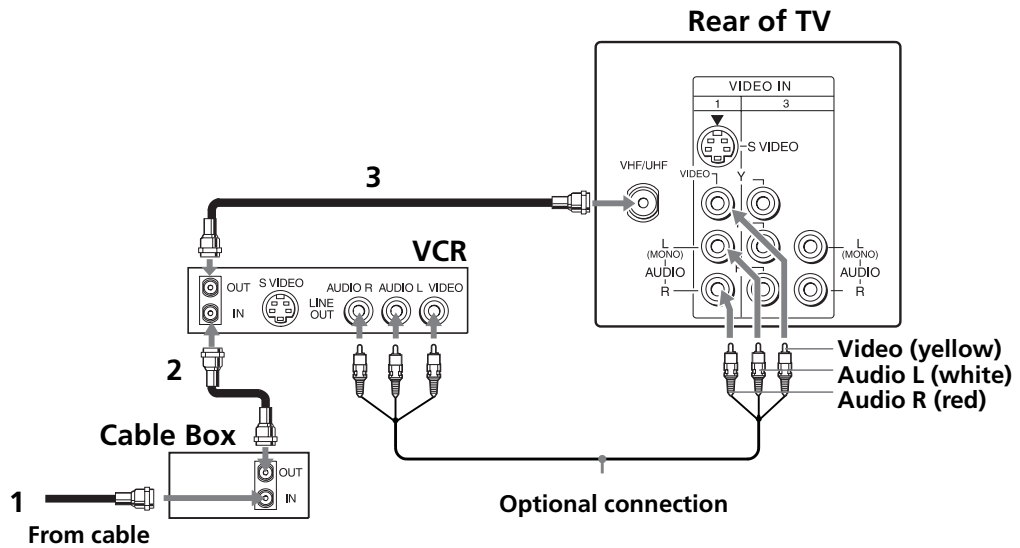 Rear of TV
VIDEO IN
1 3
S VIDEO
VHF/UHF
VIDEO Y
3
L
(MONO)
AUDIO
R
L
(MONO)
AUDIO
R
VCR
OUT
IN
S VIDEO
LINE
OUT
AUDIO R AUDIO L VIDEO
Video (yellow)
Audio L (white)
Audio R (red)
2
Cable Box
OUT
IN
1
From cable
Optional connection